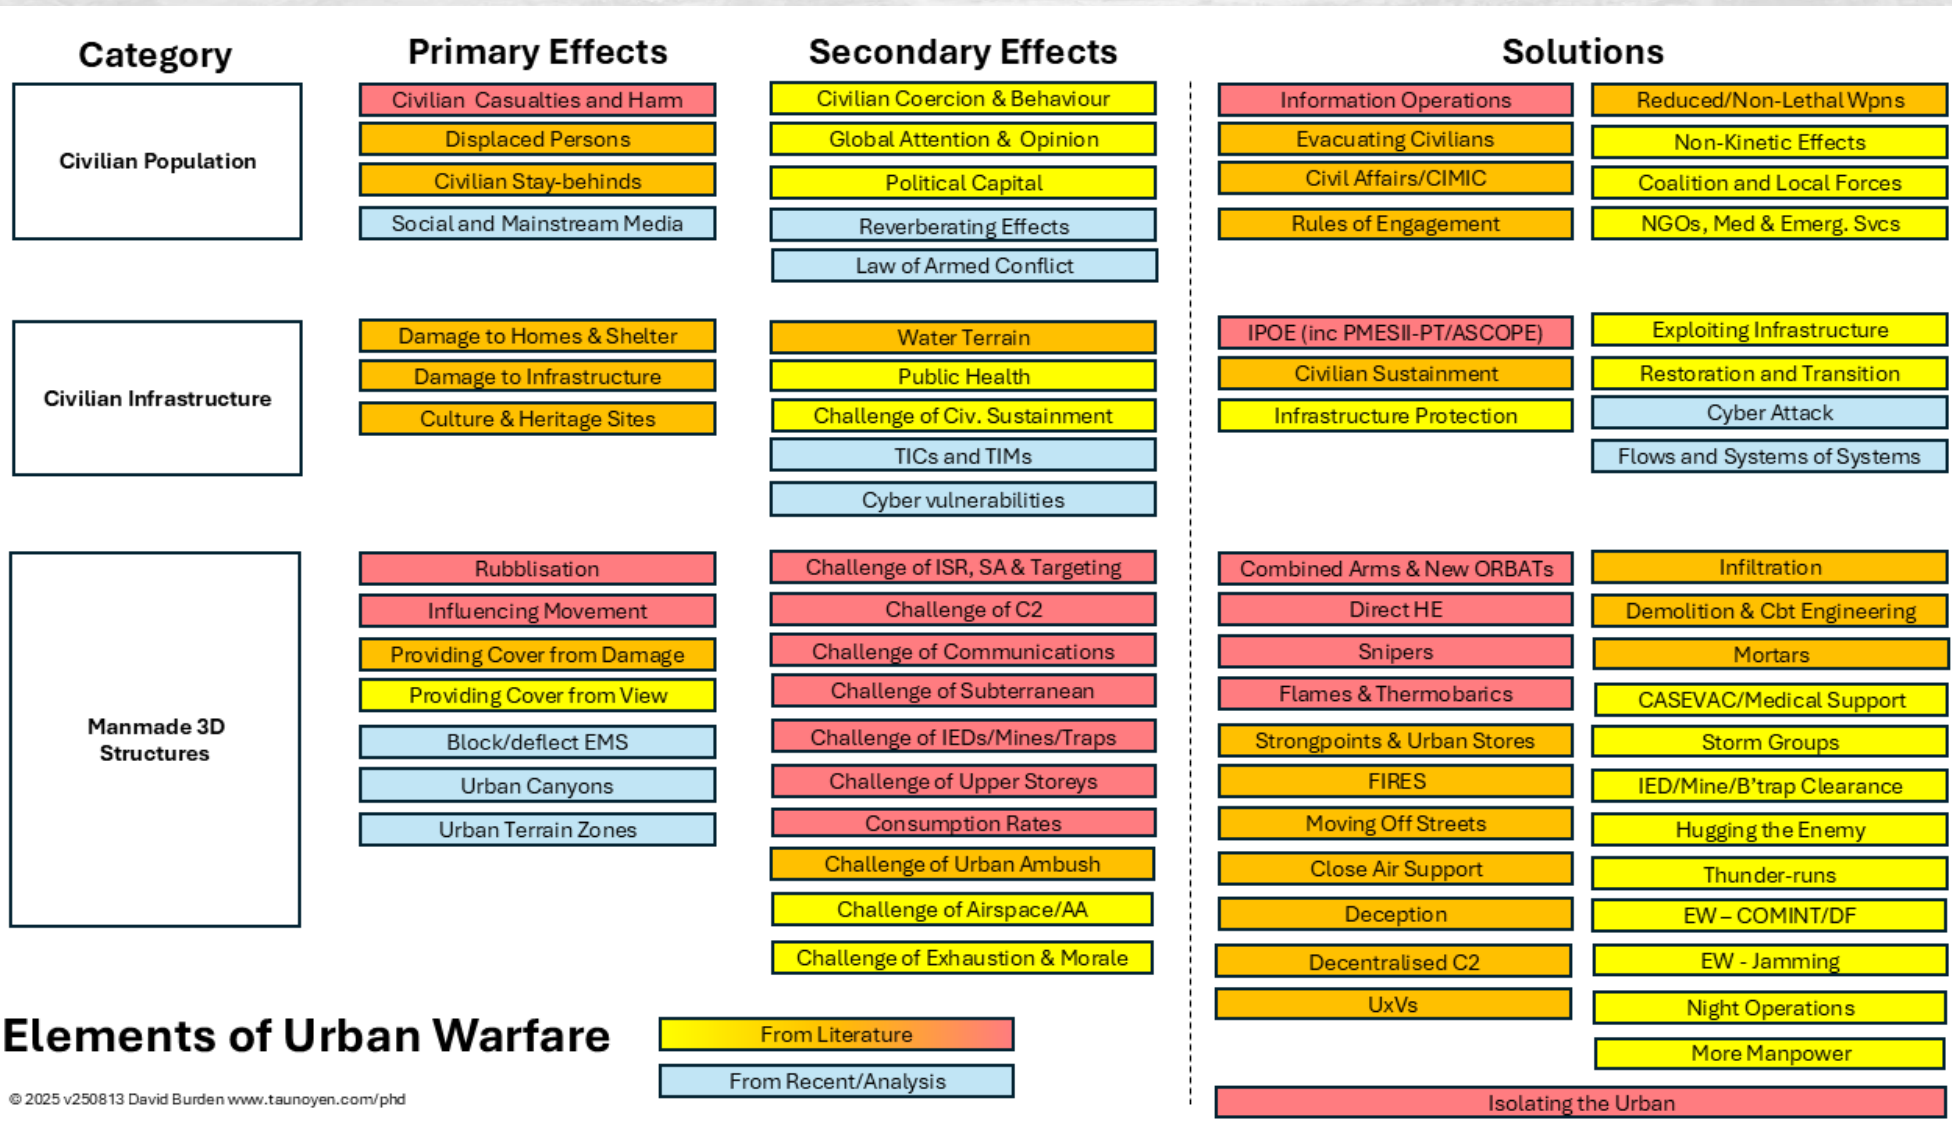 Category
Primary Effects
Secondary Effects
Solutions
Civilian Population
Civilian Casualties and Harm
Displaced Persons
Civilian Stay-behinds
Social and Mainstream Media
Civilian Coercion & Behaviour
Global Attention & Opinion
Political Capital
Reverberating Effects
Law of Armed Conflict
Information Operations
Evacuating Civilians
Civil Affairs/CIMIC
Rules of Engagement
Reduced/Non-Lethal Wpns
Non-Kinetic Effects
Coalition and Local Forces
NGOs, Med & Emerg. Svcs
Civilian Infrastructure
Damage to Homes & Shelter
Damage to Infrastructure
Culture & Heritage Sites
Water Terrain
Public Health
Challenge of Civ. Sustainment
TICs and TIMs
Cyber vulnerabilities
IPOE (inc PMESII-PT/ASCOPE)
Civilian Sustainment
Infrastructure Protection
Exploiting Infrastructure
Restoration and Transition
Cyber Attack
Flows and Systems of Systems
Manmade 3D
Structures
Rubblisation
Influencing Movement
Providing Cover from Damage
Providing Cover from View
Block/deflect EMS
Urban Canyons
Urban Terrain Zones
Challenge of ISR, SA & Targeting
Challenge of C2
Challenge of Communications
Challenge of Subterranean
Challenge of IEDs/Mines/Traps
Challenge of Upper Storeys
Consumption Rates
Challenge of Urban Ambush
Challenge of Airspace/AA
Challenge of Exhaustion & Morale
Combined Arms & New ORBATs
Direct HE
Snipers
Flames & Thermobarics
Strongpoints & Urban Stores
FIRES
Moving Off Streets
Close Air Support
Deception
Decentralised C2
UxVs
Infiltration
Demolition & Cbt Engineering
Mortars
CASEVAC/Medical Support
Storm Groups
IED/Mine/B’trap Clearance
Hugging the Enemy
Thunder-runs
EW – COMINT/DF
EW - Jamming
Night Operations
More Manpower
Isolating the Urban
Elements of Urban Warfare
From Literature
From Recent/Analysis
© 2025 v250813 David Burden www.taunoyen.com/phd